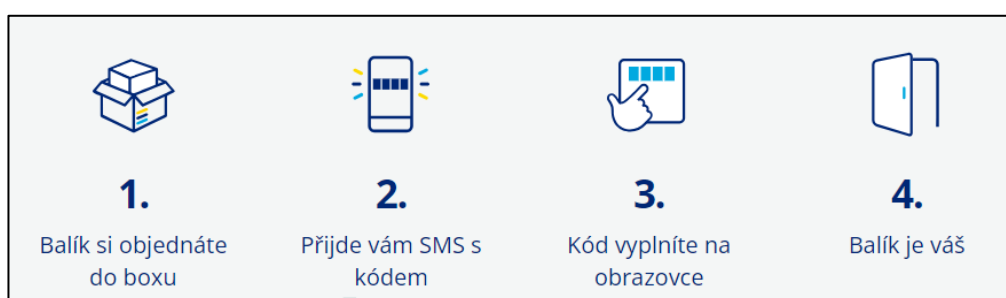 1.
Balík si objednáte
do boxu
2.
Přijde vám SMS s
kódem
3.
Kód vyplníte na
obrazovce
4.
Balík je váš